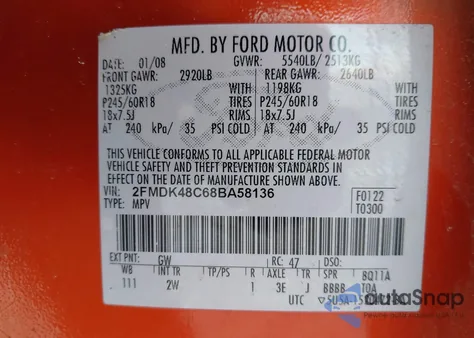 MFD. BY FORD MOTOR CO.
DATE: 01/08 GVWR: 5540LB/ 2513KG
FRONT GAWR: 2920LB REAR GAWR: 2640LB
1325KG WITH 1198KG WITH
P245/60R18 TIRES P245/60R18 TIRES
18x7.5J RIMS 18x7.5J RIMS
AT 240 kPa/ 35 PSI COLD AT 240 kPa/ 35 PSI COLD
THIS VEHICLE CONFORMS TO ALL APPLICABLE FEDERAL MOTOR
VEHICLE SAFETY AND THEFT PREVENTION STANDARDS IN
EFFECT ON THE DATE OF MANUFACTURE SHOWN ABOVE.
VIN: 2FMDK48C68BA58136
TYPE: MPV
F0122
T0300
EXT PNT: GW RC: 47 DSO:
WB INT TR TP/PS R AXLE TR SPR 8Q11A
111 2W 1 3E J BBBB TOA
UTC
autoSnap